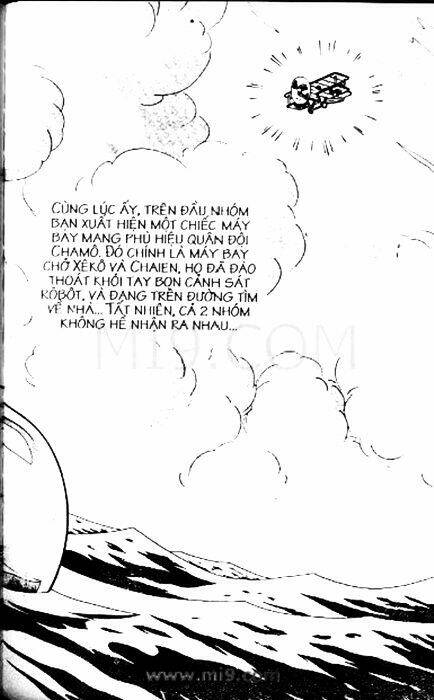 CÙNG LÚC ẤY, TRÊN ĐẦU NHÓM
BẠN XUẤT HIỆN MỘT CHIẾC MÁY
BAY MANG PHÙ HIỆU QUÂN ĐỘI
CHAMÔ. ĐÓ CHÍNH LÀ MÁY BAY
CHỞ XÊKÔ VÀ CHAIEN, HỌ ĐÃ ĐÀO
THOÁT KHỎI TAY BỌN CẢNH SÁT
RÔBỐT, VÀ ĐANG TRÊN ĐƯỜNG TÌM
VỀ NHÀ... TẤT NHIÊN, CẢ 2 NHÓM
KHÔNG HỀ NHẬN RA NHAU...
MI9.COM
www.mi9.com